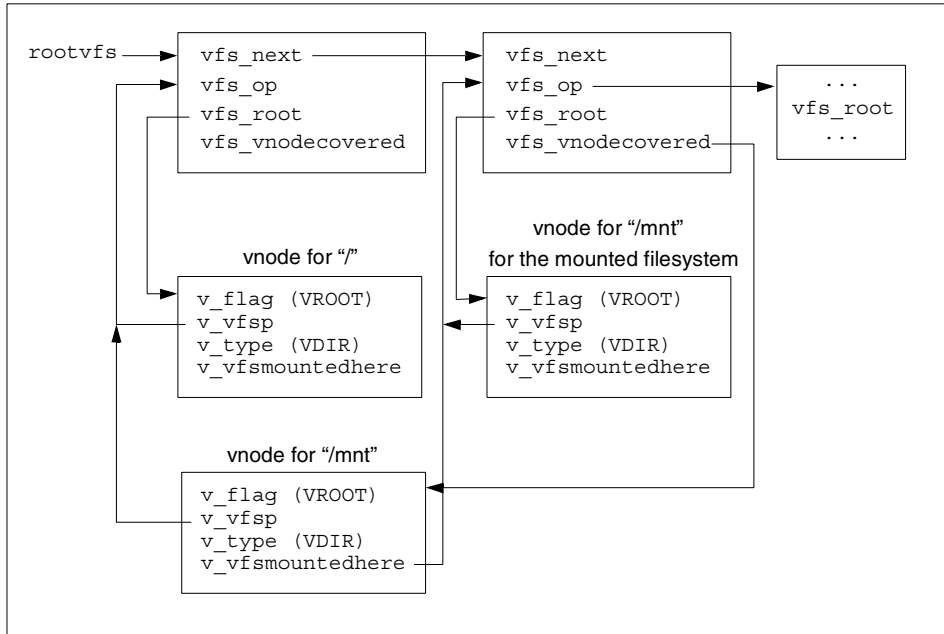 rootvfs
vfs_next
vfs_op
vfs_root
vfs_vnodecovered
vfs_next
vfs_op
vfs_root
vfs_vnodecovered
...
vfs_root
...
vnode for “/”
v_flag (VROOT)
v_vfsp
v_type (VDIR)
v_vfsmountedhere
vnode for “/mnt”
for the mounted filesystem
v_flag (VROOT)
v_vfsp
v_type (VDIR)
v_vfsmountedhere
vnode for “/mnt”
v_flag (VROOT)
v_vfsp
v_type (VDIR)
v_vfsmountedhere